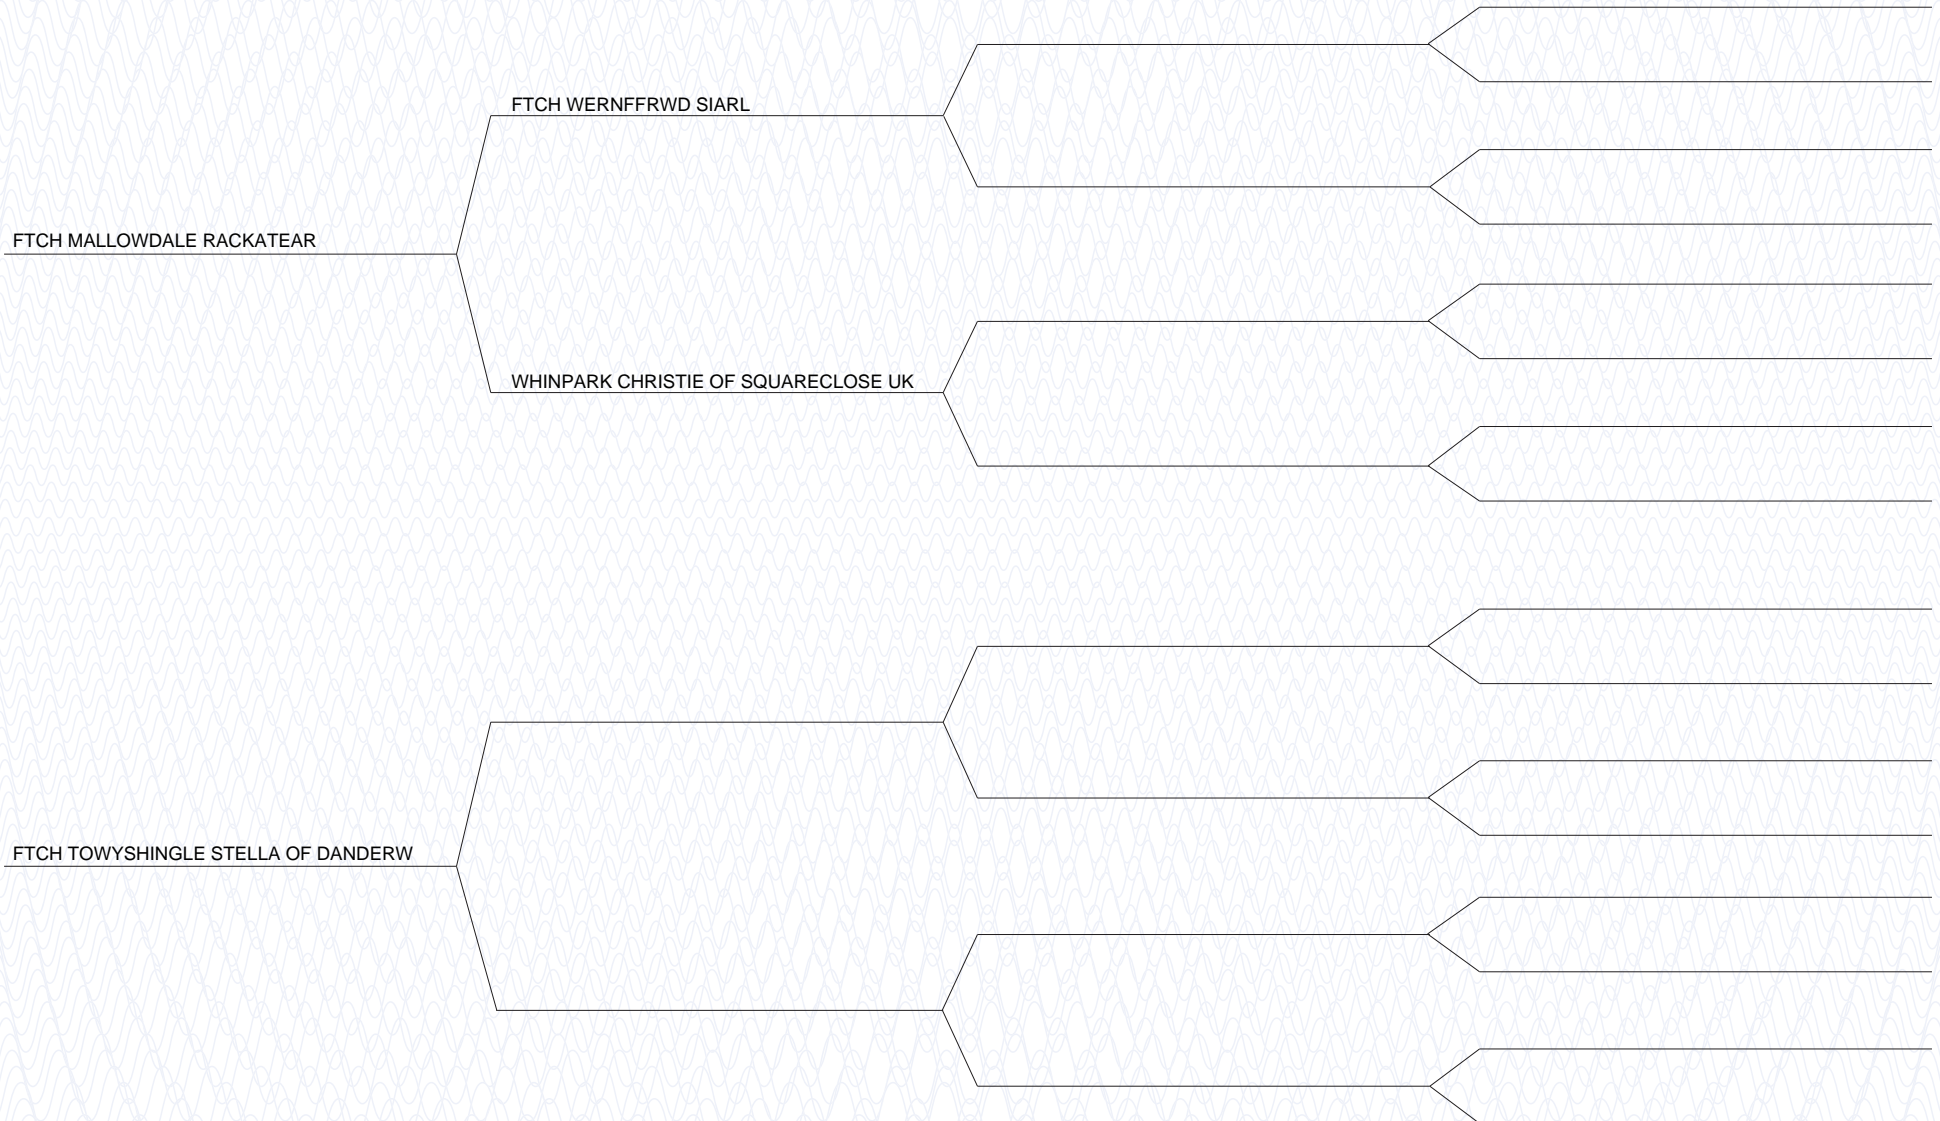 FTCH WERNFFRWD SIARL
FTCH MALLOWDALE RACKATEAR
WHINPARK CHRISTIE OF SQUARECLOSE UK
FTCH TOWYSHINGLE STELLA OF DANDERW